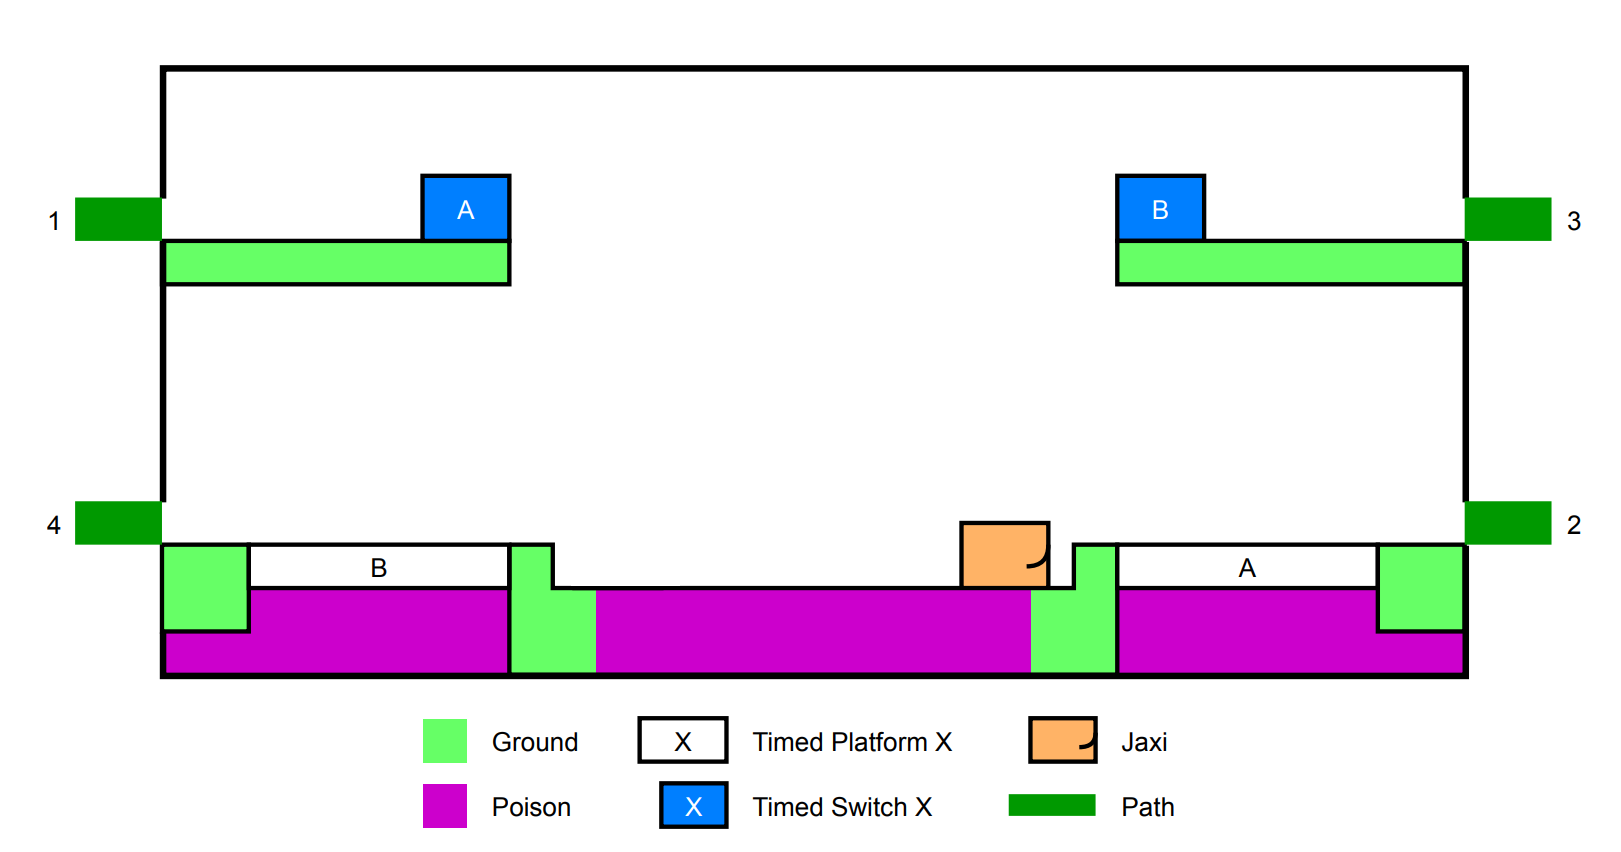 A
B
1
3
4
2
B
A
Ground
X
Timed Platform X
Jaxi
Poison
X
Timed Switch X
Path